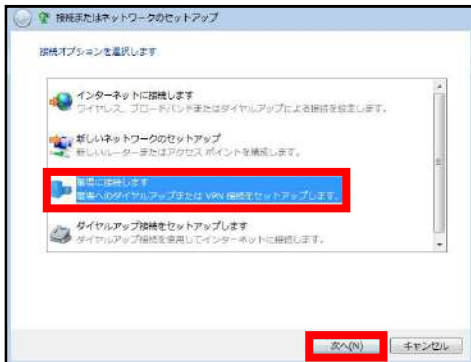 接続またはネットワークのセットアップ
接続オプションを選択します
インターネットに接続します
ワイヤレス、ブロードバンドまたはダイヤルアップによる接続を設定します。
新しいネットワークのセットアップ
新しいルーターまたはアクセス ポイントを構成します。
職場に接続します
職場へのダイヤルアップまたは VPN 接続をセットアップします。
ダイヤルアップ接続をセットアップします
ダイヤルアップ接続を使用してインターネットに接続します。
次へ(N)
キャンセル